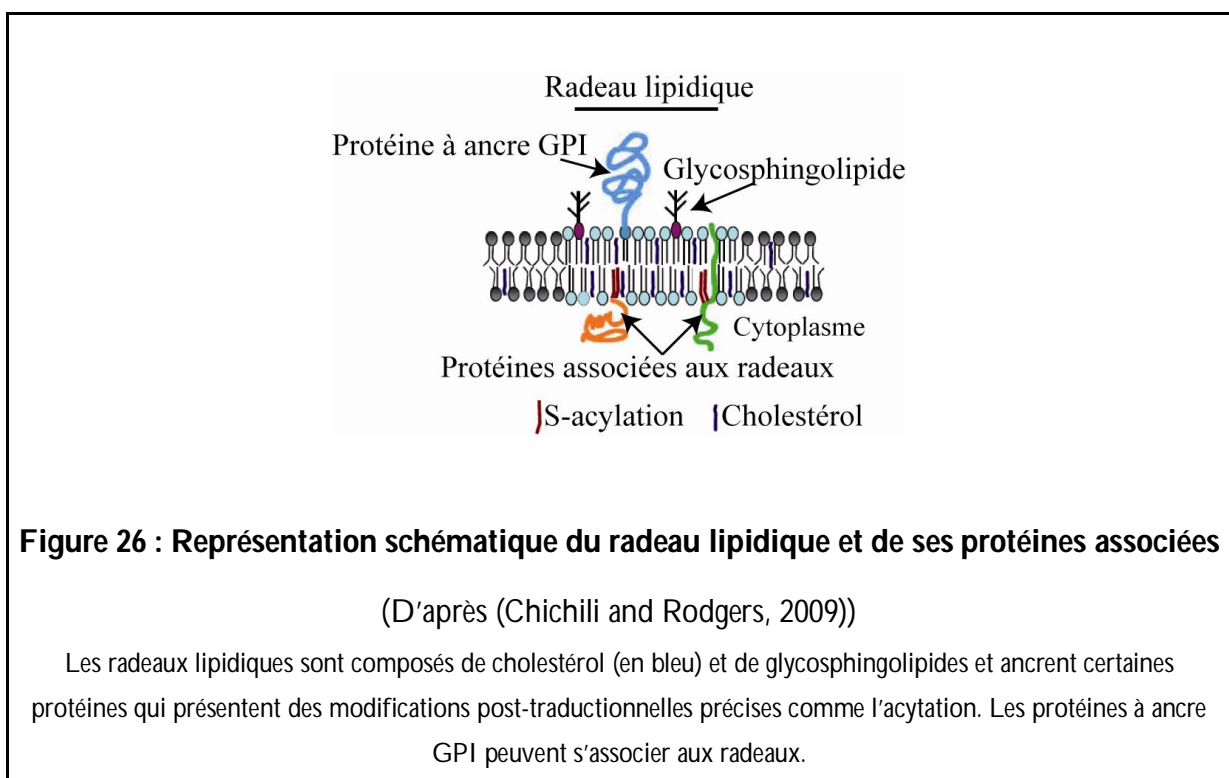 Radeau lipidique
Protéine à ancre GPI
Glycosphingolipide
Cytoplasme
Protéines associées aux radeaux
S-acylation Cholestérol
Figure 26 : Représentation schématique du radeau lipidique et de ses protéines associées
(D'après (Chichili and Rodgers, 2009))
Les radeaux lipidiques sont composés de cholestérol (en bleu) et de glycosphingolipides et ancrent certaines
protéines qui présentent des modifications post-traductionnelles précises comme l'acytation. Les protéines à ancre
GPI peuvent s'associer aux radeaux.